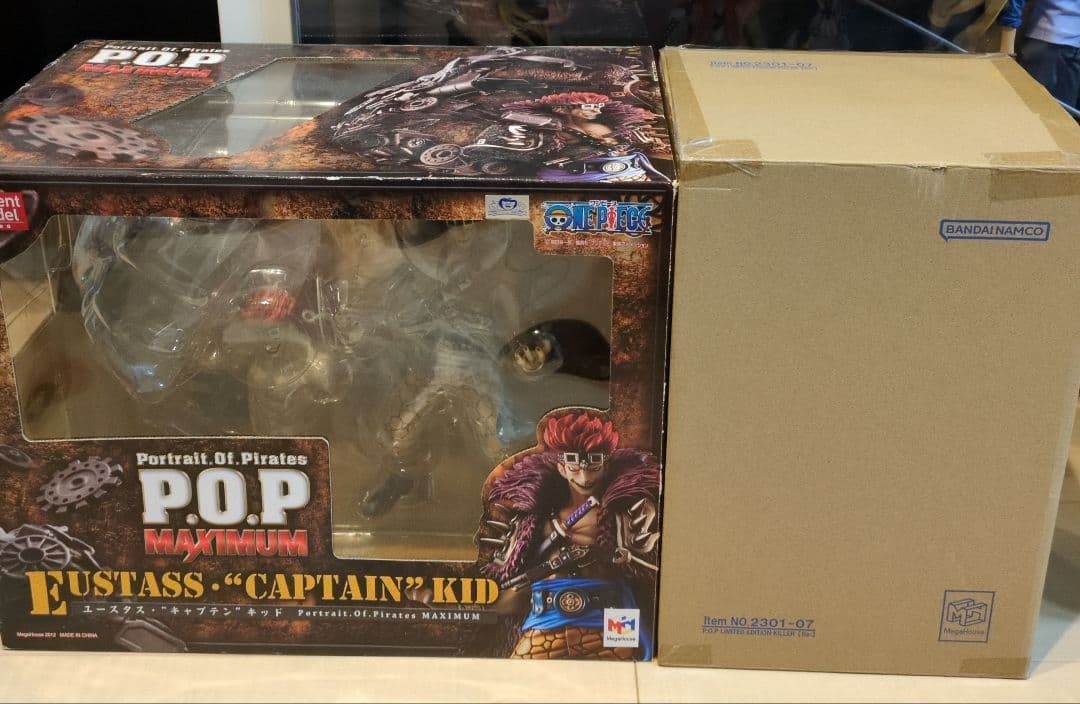 Portrait.Of.Pirates
P.O.P
MAXIMUM
ONE PIECE
Portrait.Of.Pirates
P.O.P
MAXIMUM
EUSTASS・“CAPTAIN” KID
ユースタス・“キャプテン”キッド Portrait.Of.Pirates MAXIMUM
MegaHouse 2012 MADE IN CHINA
MegaHouse
Item NO.2301-07
BANDAI NAMCO
Item NO.2301-07
P.O.P LIMITED EDITION KILLER [Re:]
MegaHouse